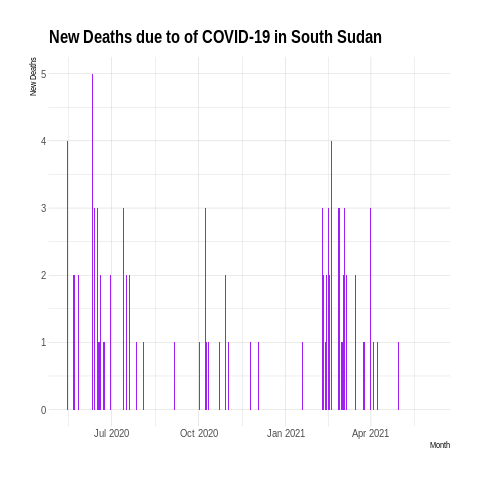 New Deaths due to of COVID-19 in South Sudan
New Deaths
5
4
3
2
1
0
Jul 2020 Oct 2020 Jan 2021 Apr 2021
Month